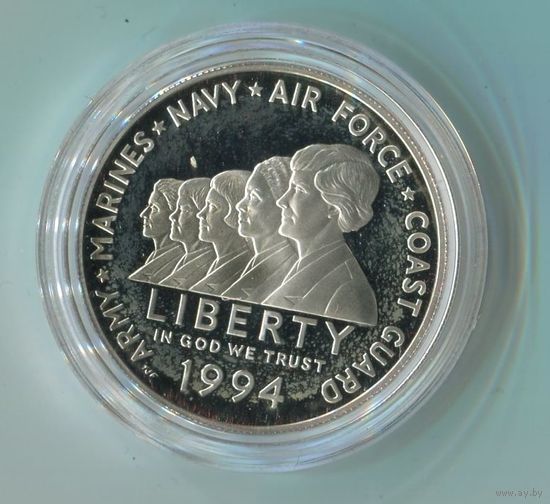 ARMY ★ MARINES ★ NAVY ★ AIR FORCE ★ COAST GUARD
LIBERTY
IN GOD WE TRUST
1994
www.ay.by